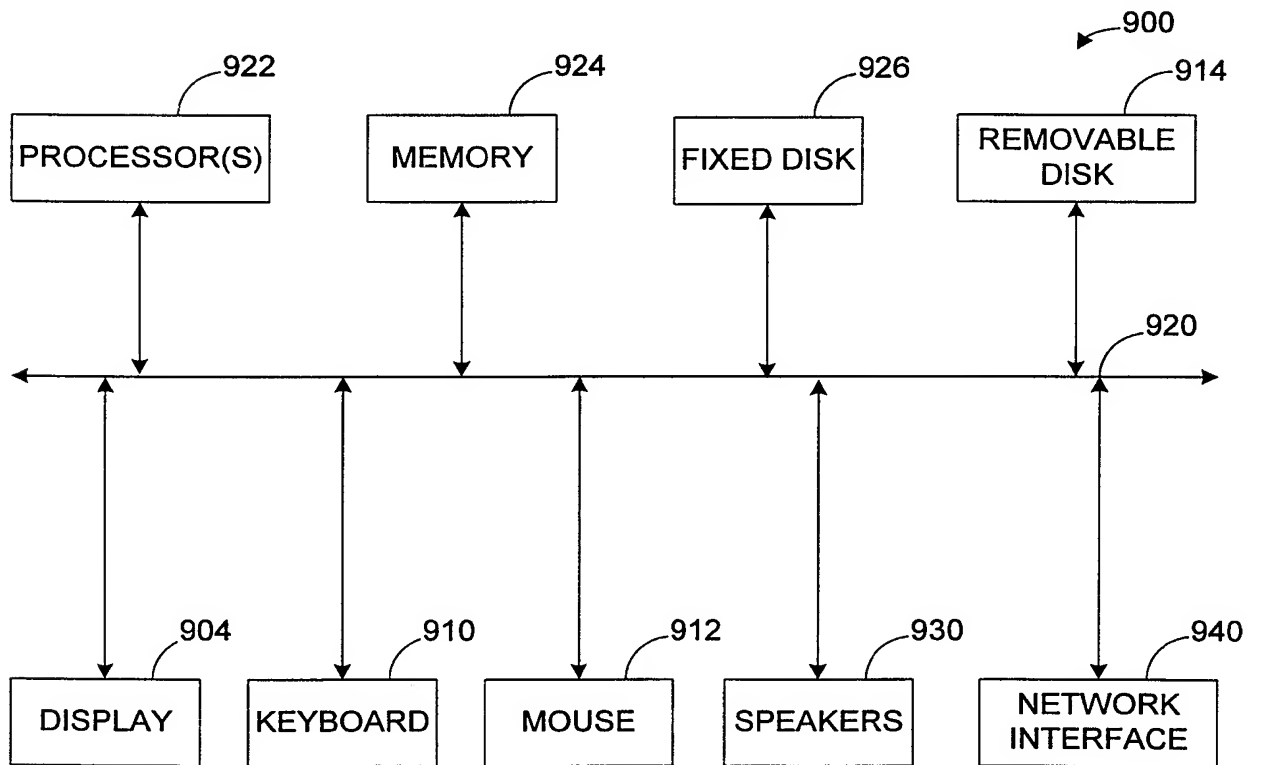 900
922
924
926
914
PROCESSOR(S)
MEMORY
FIXED DISK
REMOVABLE
DISK
920
904
910
912
930
940
DISPLAY
KEYBOARD
MOUSE
SPEAKERS
NETWORK
INTERFACE